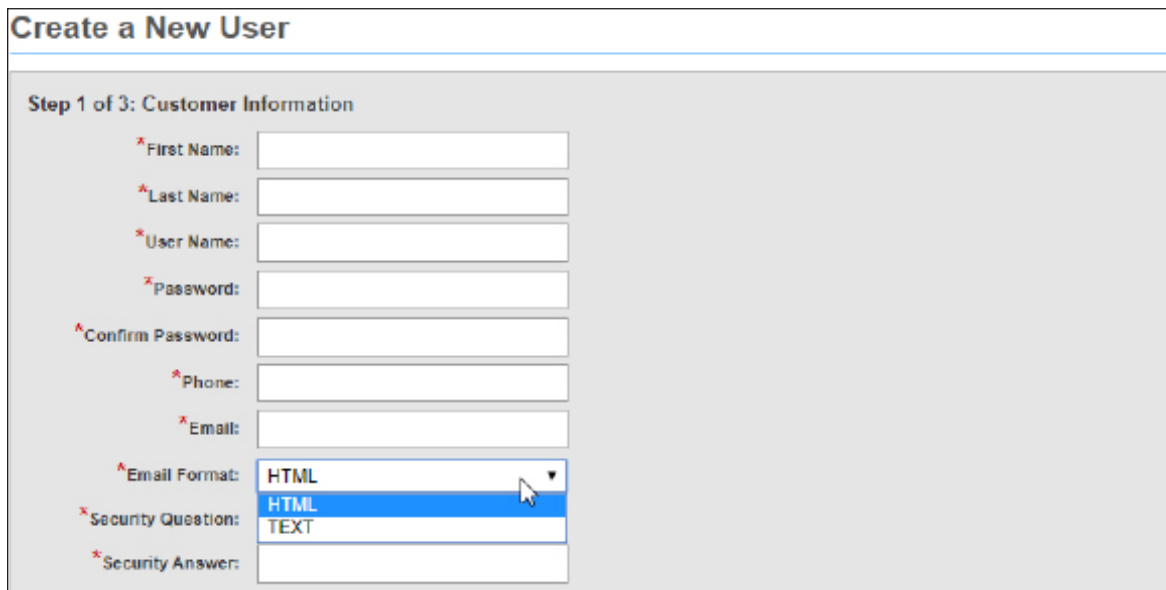 Create a New User
Step 1 of 3: Customer Information
*First Name:
*Last Name:
*User Name:
*Password:
*Confirm Password:
*Phone:
*Email:
*Email Format: HTML
HTML
*Security Question:
TEXT
*Security Answer: